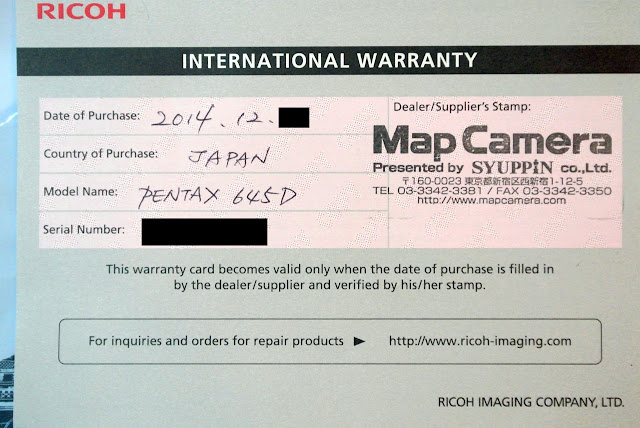 RICOH
INTERNATIONAL WARRANTY
Date of Purchase: 2014.12.
Country of Purchase: JAPAN
Model Name: PENTAX 645D
Serial Number:
Dealer/Supplier's Stamp:
Map Camera
Presented by SYUPPIN co.,Ltd.
〒160-0023 東京都新宿区西新宿1-12-5
TEL 03-3342-3381 / FAX 03-3342-3350
http://www.mapcamera.com
This warranty card becomes valid only when the date of purchase is filled in
by the dealer/supplier and verified by his/her stamp.
For inquiries and orders for repair products ► http://www.ricoh-imaging.com
RICOH IMAGING COMPANY, LTD.